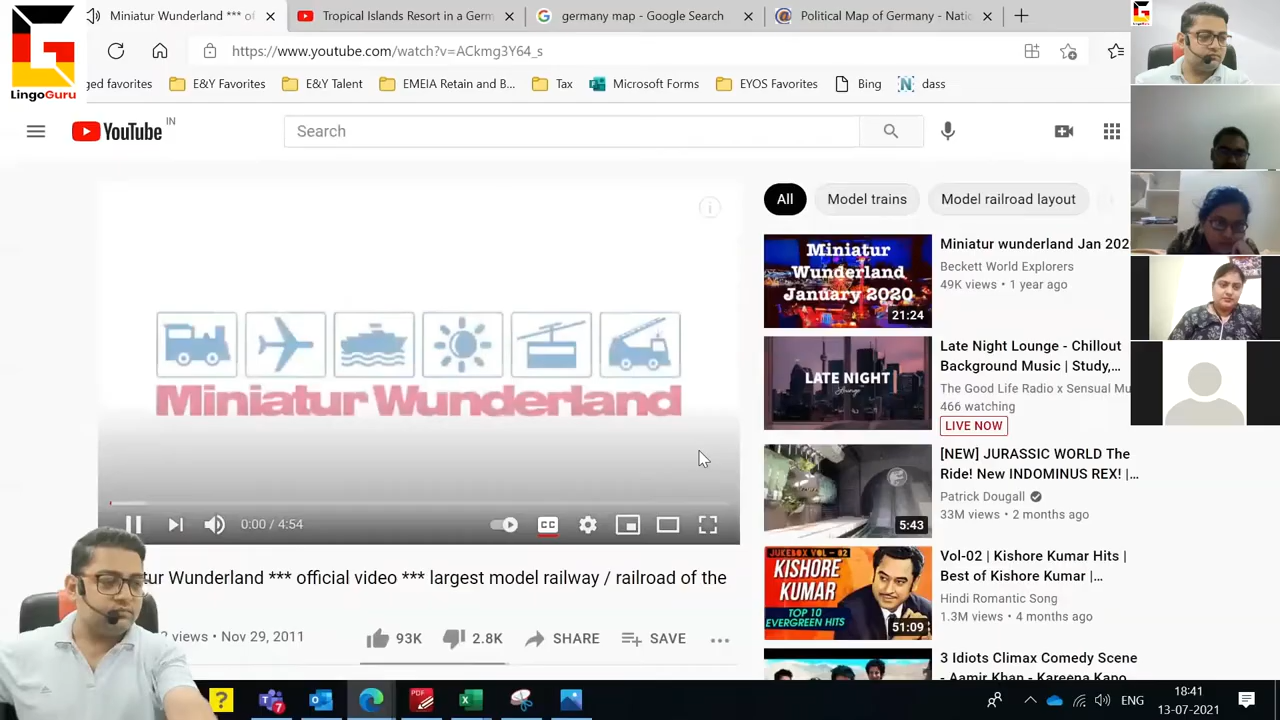 Miniatur Wunderland *** of
Tropical Islands Resort in Germ
germany map - Google Search
Political Map of Germany - Nati
https://www.youtube.com/watch?v=ACkmg3Y64_s
LingoGuru
ged favorites
E&Y Favorites
E&Y Talent
EMEIA Retain and B...
Tax
Microsoft Forms
EYOS Favorites
Bing
dass
YouTube IN
Search
All
Model trains
Model railroad layout
Miniatur Wunderland
0:00 / 4:54
CC
tur Wunderland *** official video *** largest model railway / railroad of the
2 views • Nov 29, 2011
93K
2.8K
SHARE
SAVE
Miniatur
Wunderland
January 2020
21:24
Miniatur wunderland Jan 202
Beckett World Explorers
49K views • 1 year ago
LATE NIGHT
Late Night Lounge - Chillout
Background Music | Study,...
The Good Life Radio x Sensual Mu
466 watching
LIVE NOW
5:43
[NEW] JURASSIC WORLD The
Ride! New INDOMINUS REX! |...
Patrick Dougall
33M views • 2 months ago
JUKEBOX VOL - 02
KISHORE
KUMAR
TOP 10
EVERGREEN HITS
51:09
Vol-02 | Kishore Kumar Hits |
Best of Kishore Kumar |...
Hindi Romantic Song
1.3M views • 4 months ago
3 Idiots Climax Comedy Scene
- Aamir Khan - Kareena Kapo
ENG
18:41
13-07-2021